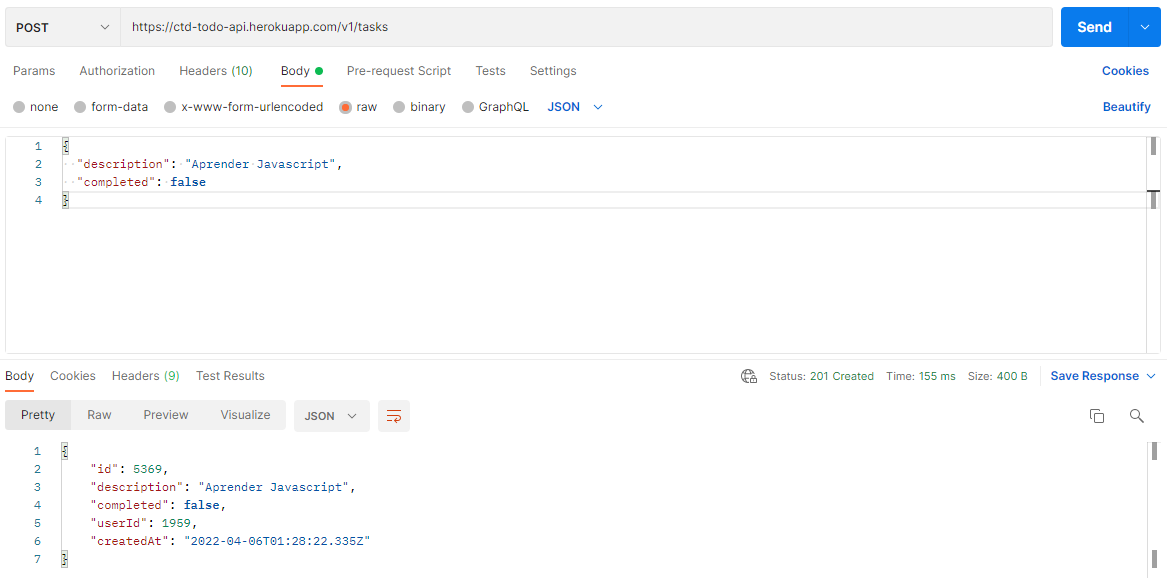 POST https://ctd-todo-api.herokuapp.com/v1/tasks Send
Params Authorization Headers (10) Body Pre-request Script Tests Settings Cookies
none form-data x-www-form-urlencoded raw binary GraphQL JSON Beautify
1 {
2 "description": "Aprender Javascript",
3 "completed": false
4 }
Body Cookies Headers (9) Test Results Status: 201 Created Time: 155 ms Size: 400 B Save Response
Pretty Raw Preview Visualize JSON
1 {
2 "id": 5369,
3 "description": "Aprender Javascript",
4 "completed": false,
5 "userId": 1959,
6 "createdAt": "2022-04-06T01:28:22.335Z"
7 }